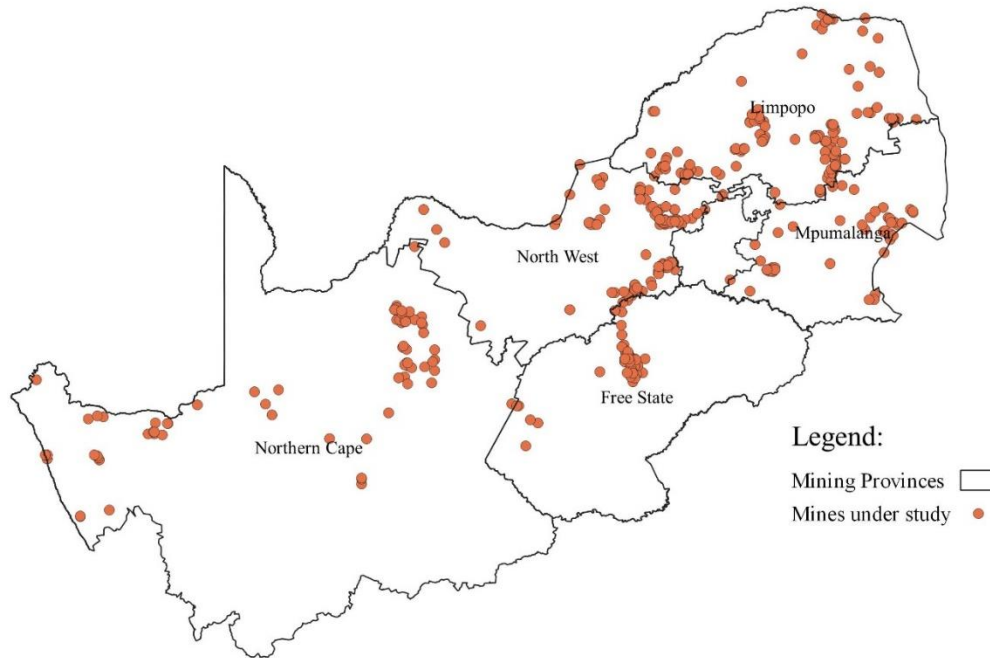 Limpopo
Mpumalanga
North West
Free State
Northern Cape
Legend:
Mining Provinces
Mines under study